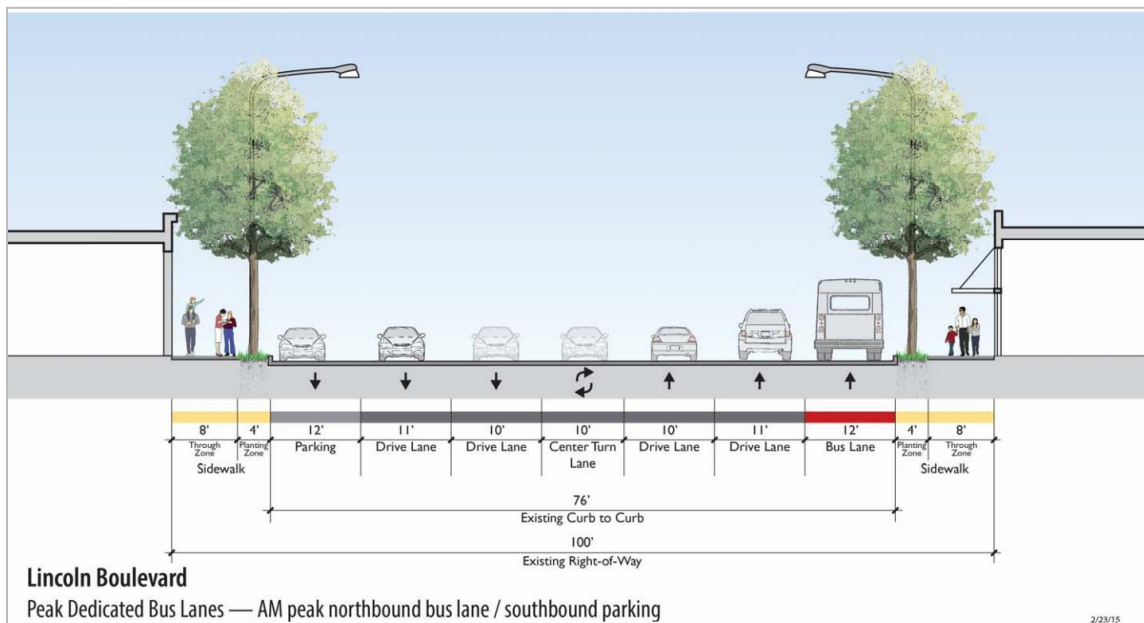 8' 4' 12' 11' 10' 10' 10' 11' 12' 4' 8'
Through Zone Planting Zone Parking Drive Lane Drive Lane Center Turn Lane Drive Lane Drive Lane Bus Lane Planting Zone Through Zone
Sidewalk Sidewalk
76'
Existing Curb to Curb
100'
Existing Right-of-Way
Lincoln Boulevard
Peak Dedicated Bus Lanes — AM peak northbound bus lane / southbound parking
2/23/15